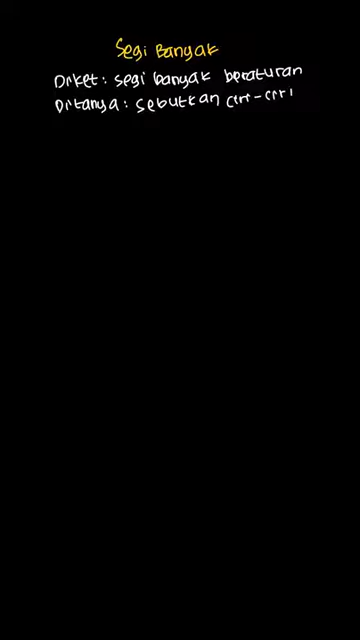 Segi Banyak
Diket : segi banyak beraturan
Ditanya : sebutkan ciri-ciri